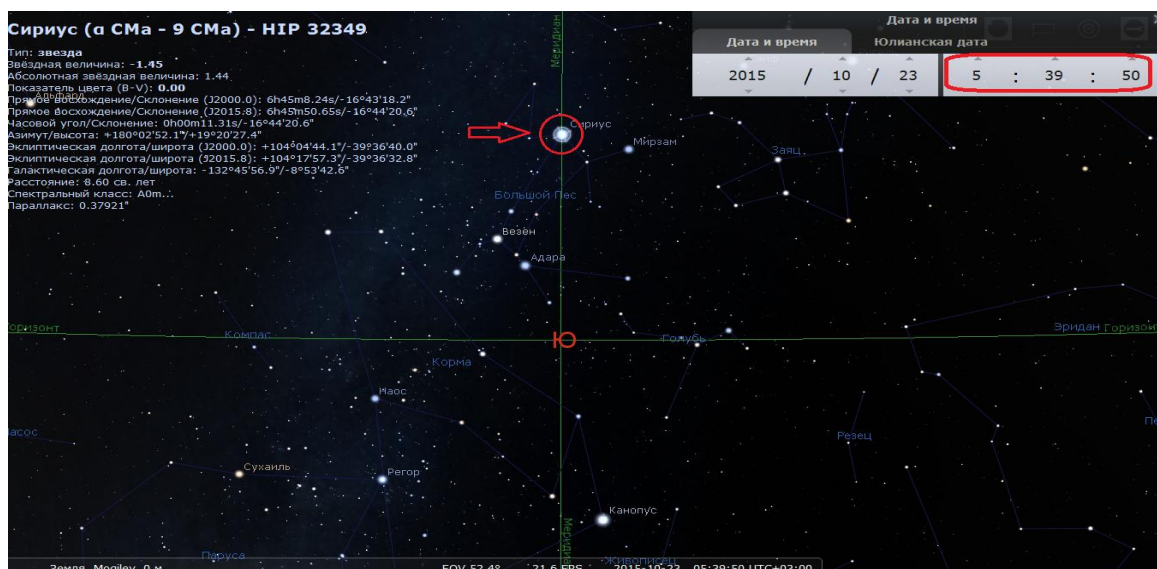 Сириус (α CMa - 9 CMa) - HIP 32349
Тип: звезда
Звёздная величина: -1.45
Абсолютная звёздная величина: 1.44
Показатель цвета (B-V): 0.00
Прямое восхождение/Склонение (J2000.0): 6h45m8.24s/-16°43'18.2"
Прямое восхождение/Склонение (J2015.8): 6h45m50.65s/-16°44'20.6"
Часовой угол/Склонение: 0h00m11.31s/-16°44'20.6"
Азимут/высота: +180°02'52.1"/+19°20'27.4"
Эклиптическая долгота/широта (J2000.0): +104°04'44.1"/-39°36'40.0"
Эклиптическая долгота/широта (J2015.8): +104°17'57.3"/-39°36'32.8"
Галактическая долгота/широта: -132°45'56.9"/-8°53'42.6"
Расстояние: 8.60 св. лет
Спектральный класс: A0m...
Параллакс: 0.37921"
Альфард
Меридиан
Дата и время
Дата и время Юлианская дата
2015 / 10 / 23 5 : 39 : 50
Сириус
Мирзам
Заяц
Большой Пес
Везен
Адара
Горизонт
Компас
Ю
Голубь
Эридан Горизонт
Корма
Наос
Резец
Сухаиль
Регор
Канопус
Меридиан
Паруса
Живописец
Земля, Mogilev, 0 м
FOV 52.4°
21.6 FPS
2015-10-23 05:39:50 UTC+03:00